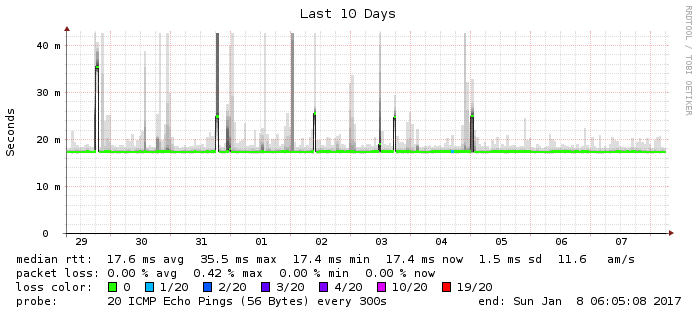 Last 10 Days
RRDTOOL / TOBI OETIKER
Seconds
40 m
30 m
20 m
10 m
0
29 30 31 01 02 03 04 05 06 07
median rtt: 17.6 ms avg 35.5 ms max 17.4 ms min 17.4 ms now 1.5 ms sd 11.6 am/s
packet loss: 0.00 % avg 0.42 % max 0.00 % min 0.00 % now
loss color: 0 1/20 2/20 3/20 4/20 10/20 19/20
probe: 20 ICMP Echo Pings (56 Bytes) every 300s end: Sun Jan 8 06:05:08 2017